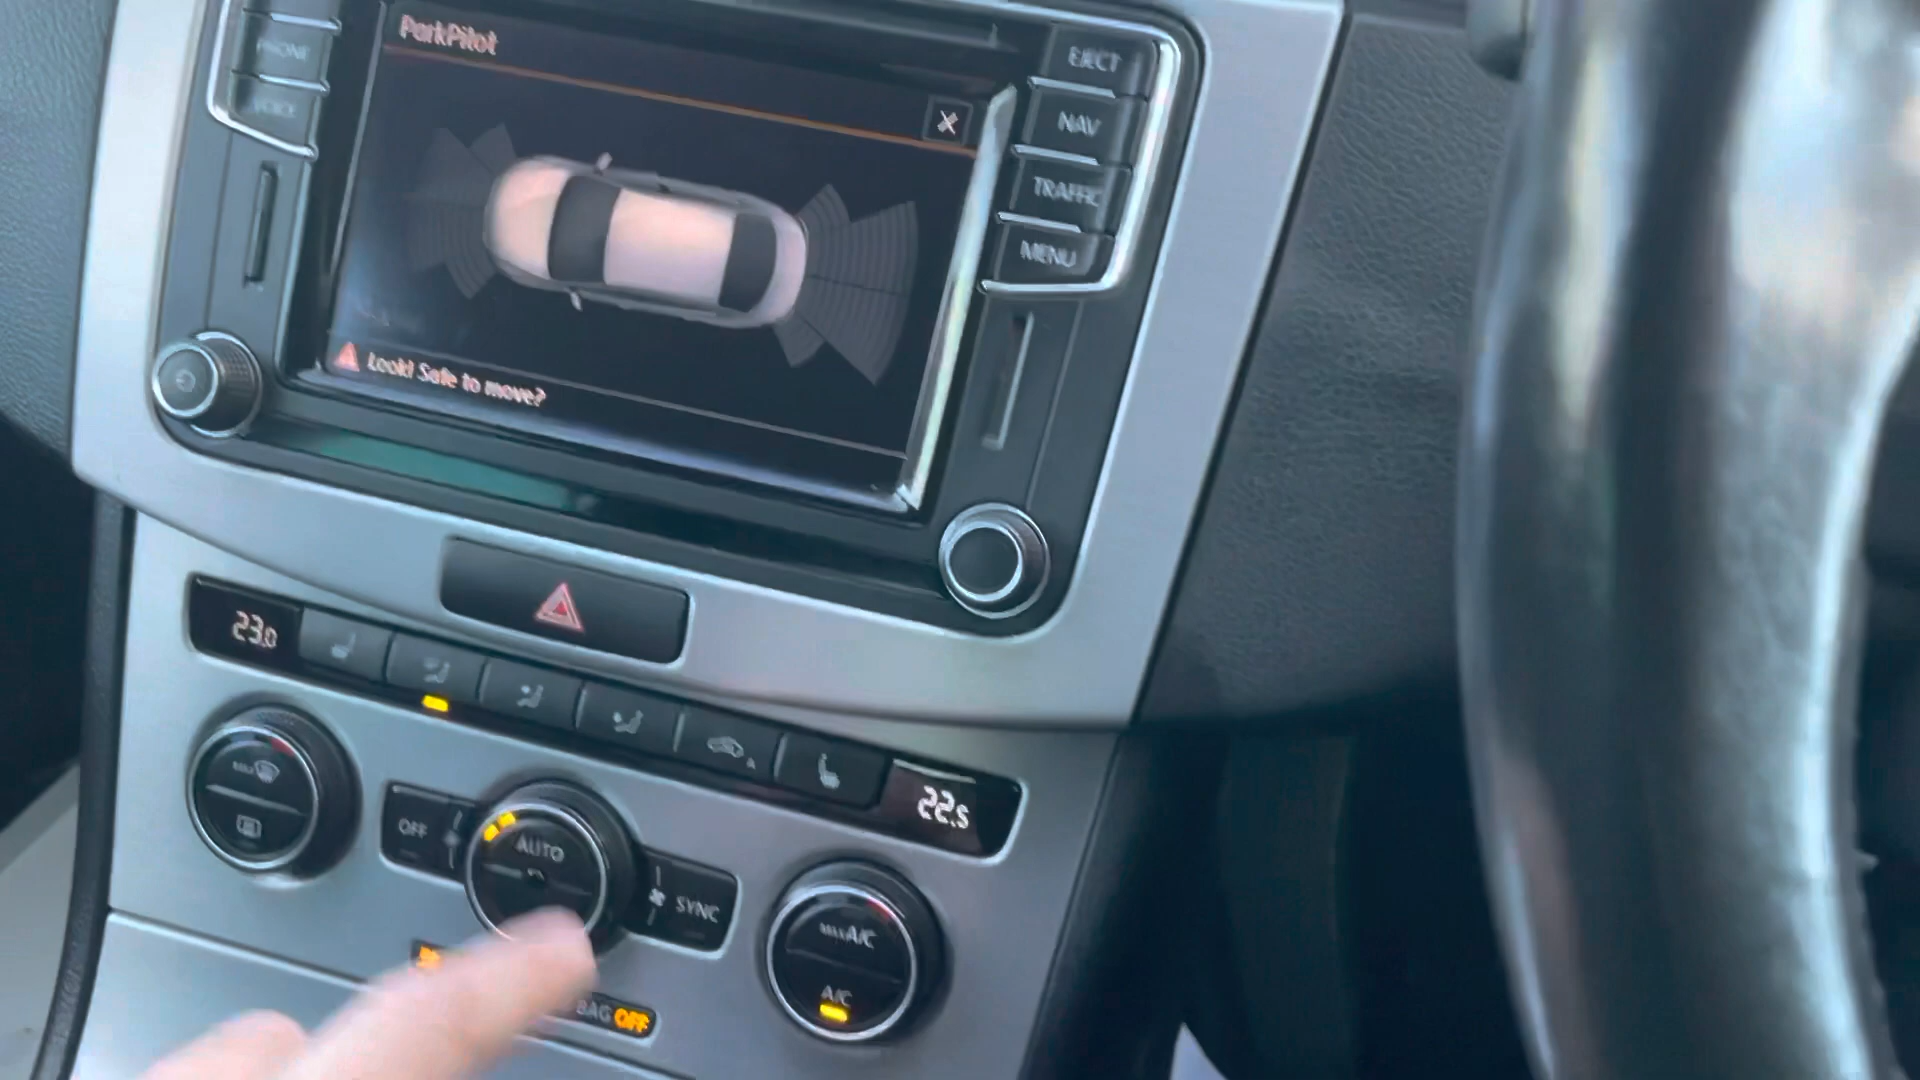 ParkPilot
PHONE
VOICE
EJECT
NAV
TRAFFIC
MENU
Look! Safe to move?
23.0
22.5
MAX
OFF
AUTO
SYNC
MAX A/C
A/C
BAG OFF